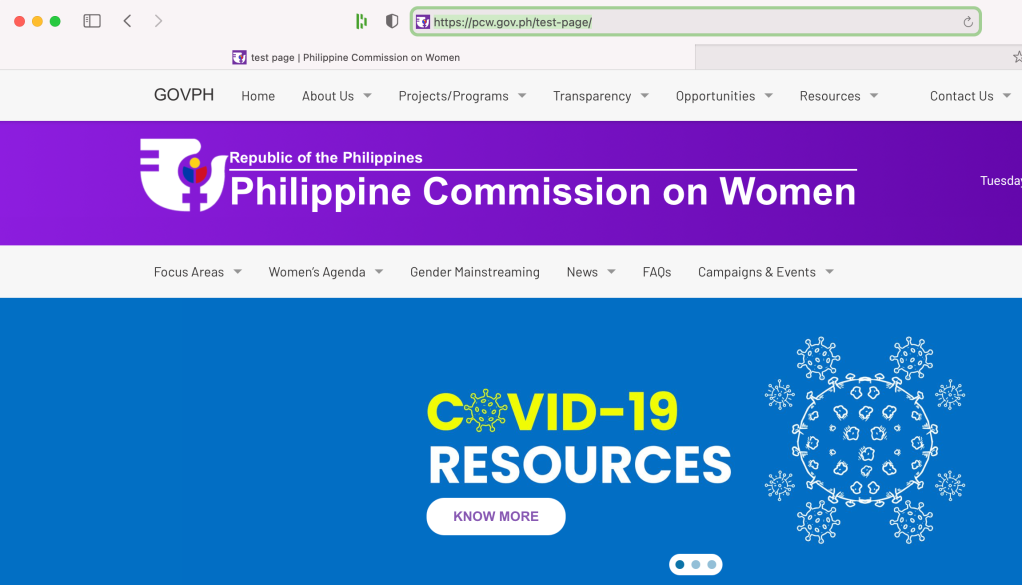 https://pcw.gov.ph/test-page/
test page | Philippine Commission on Women
GOVPH Home About Us Projects/Programs Transparency Opportunities Resources Contact Us
Republic of the Philippines
Philippine Commission on Women
Tuesday
Focus Areas Women's Agenda Gender Mainstreaming News FAQs Campaigns & Events
COVID-19
RESOURCES
KNOW MORE